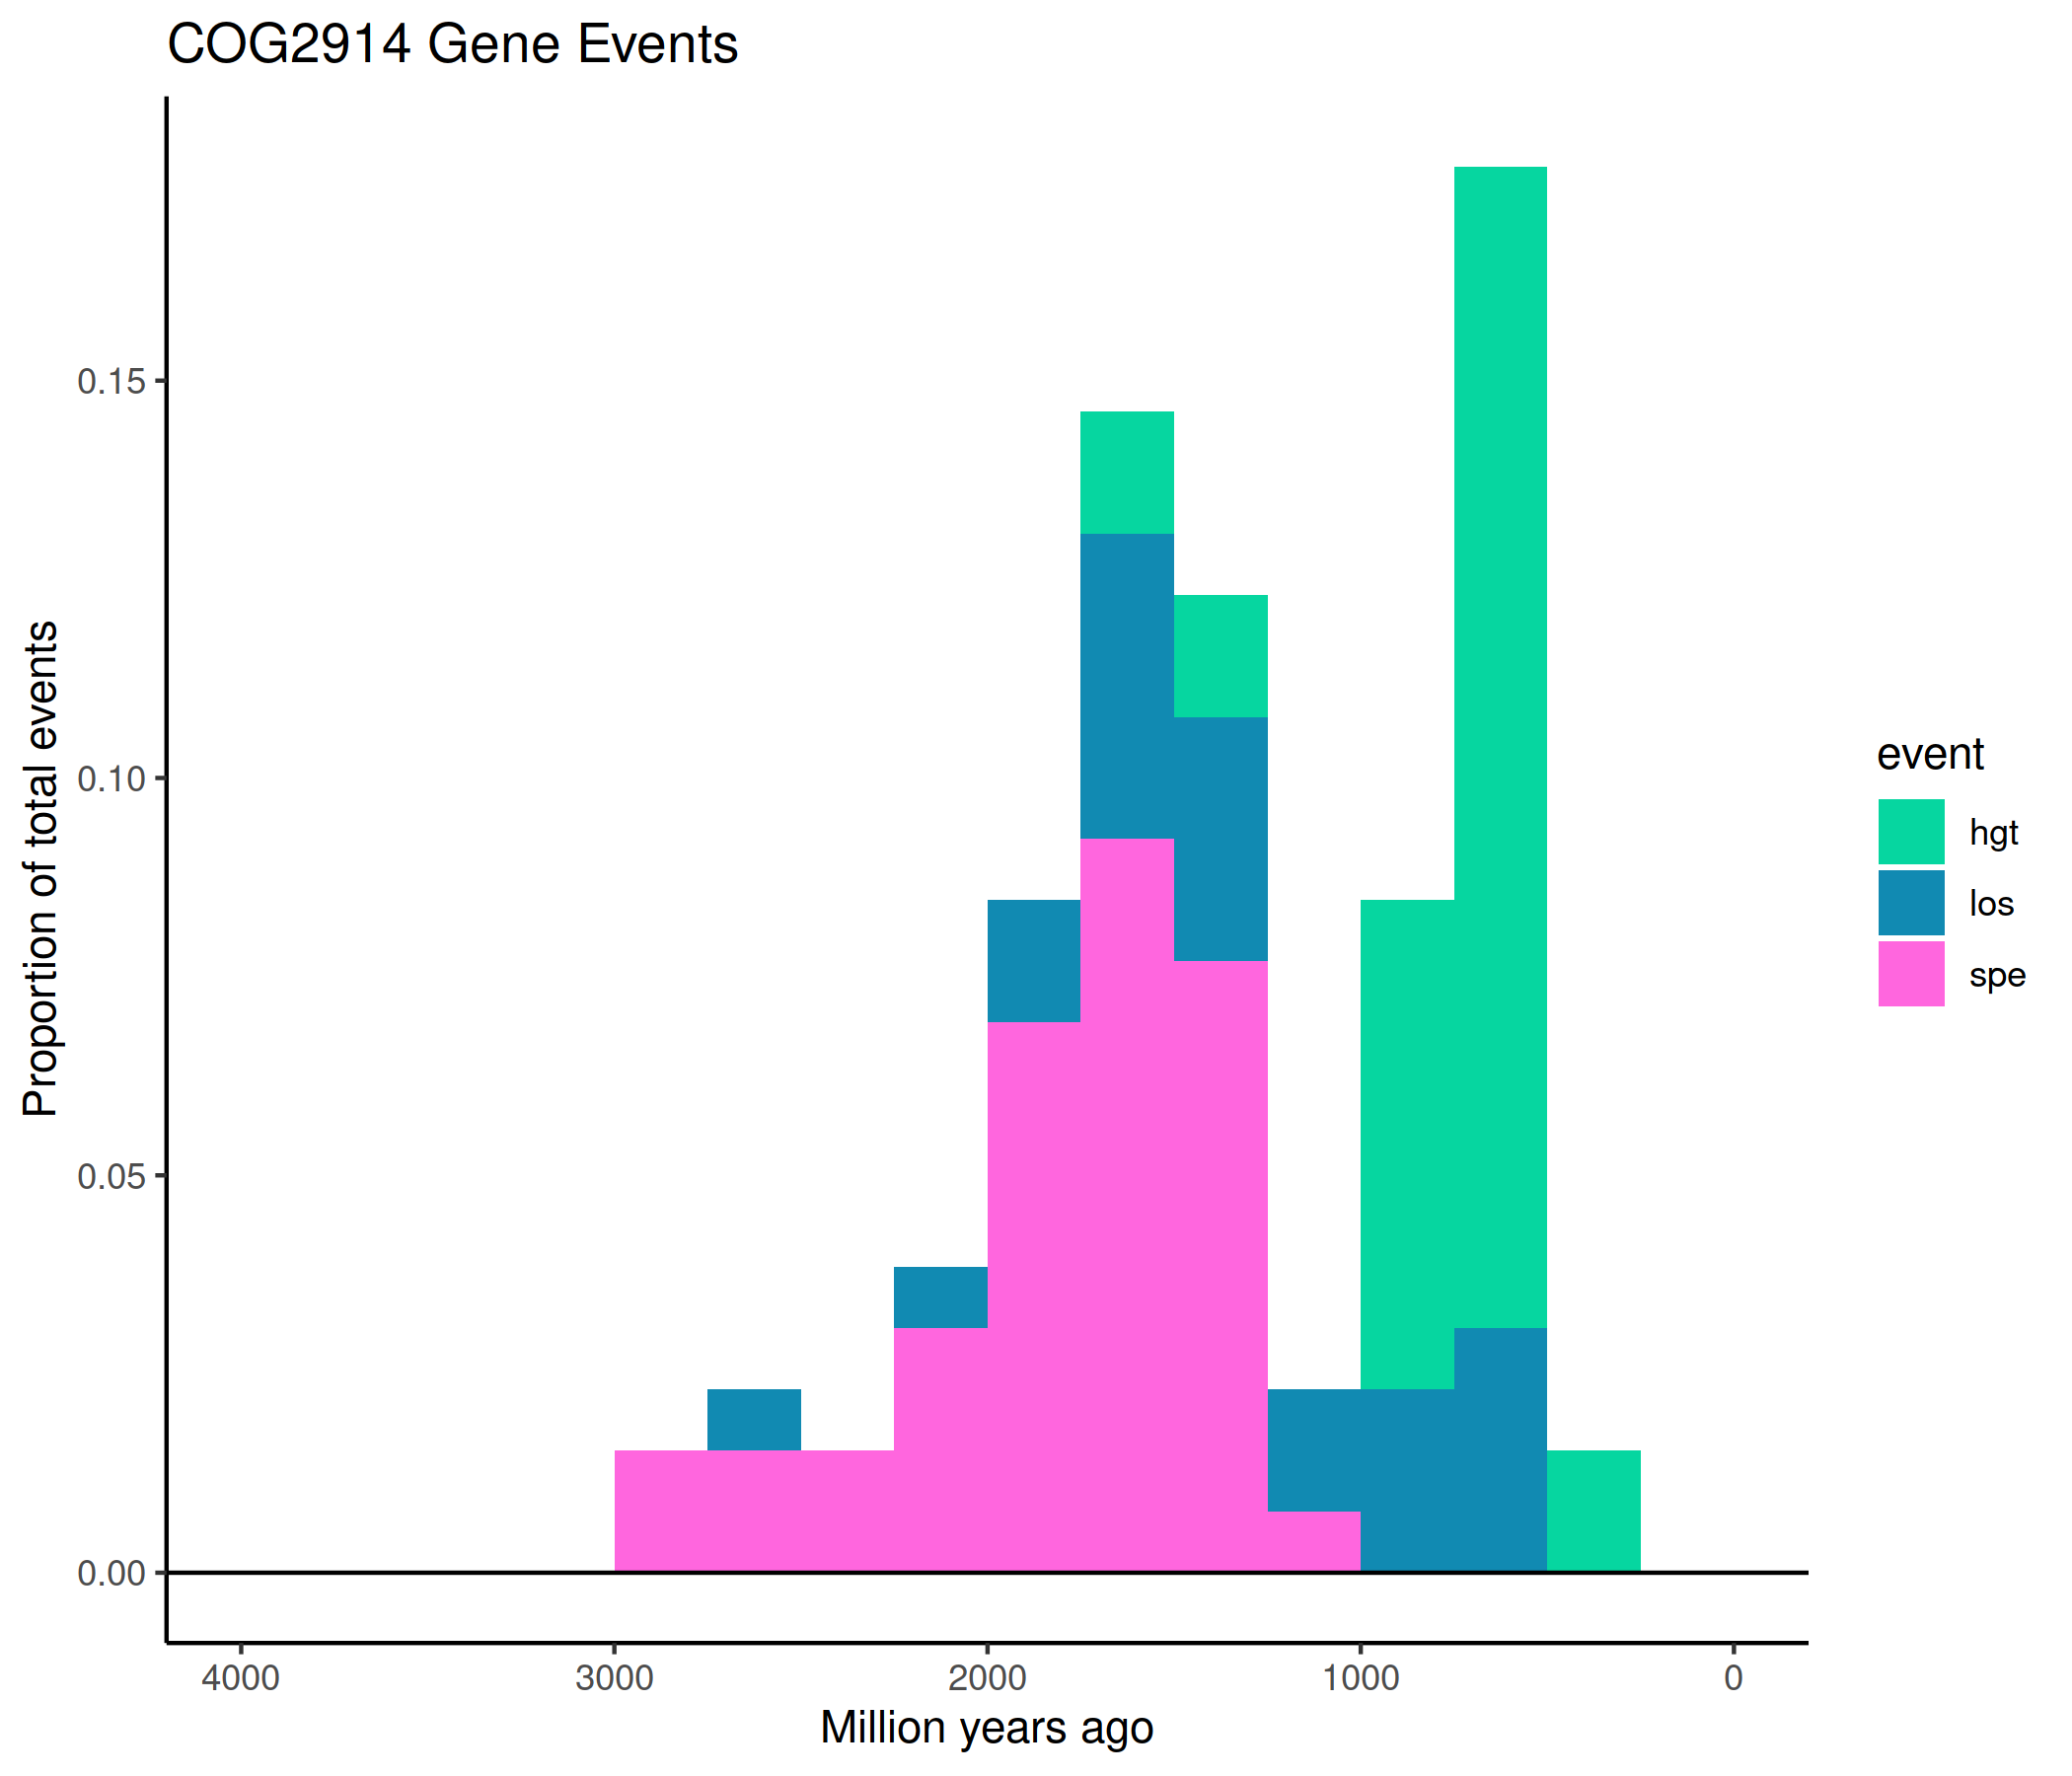 COG2914 Gene Events
Proportion of total events
0.15
0.10
0.05
0.00
4000 3000 2000 1000 0
Million years ago
event
hgt
los
spe